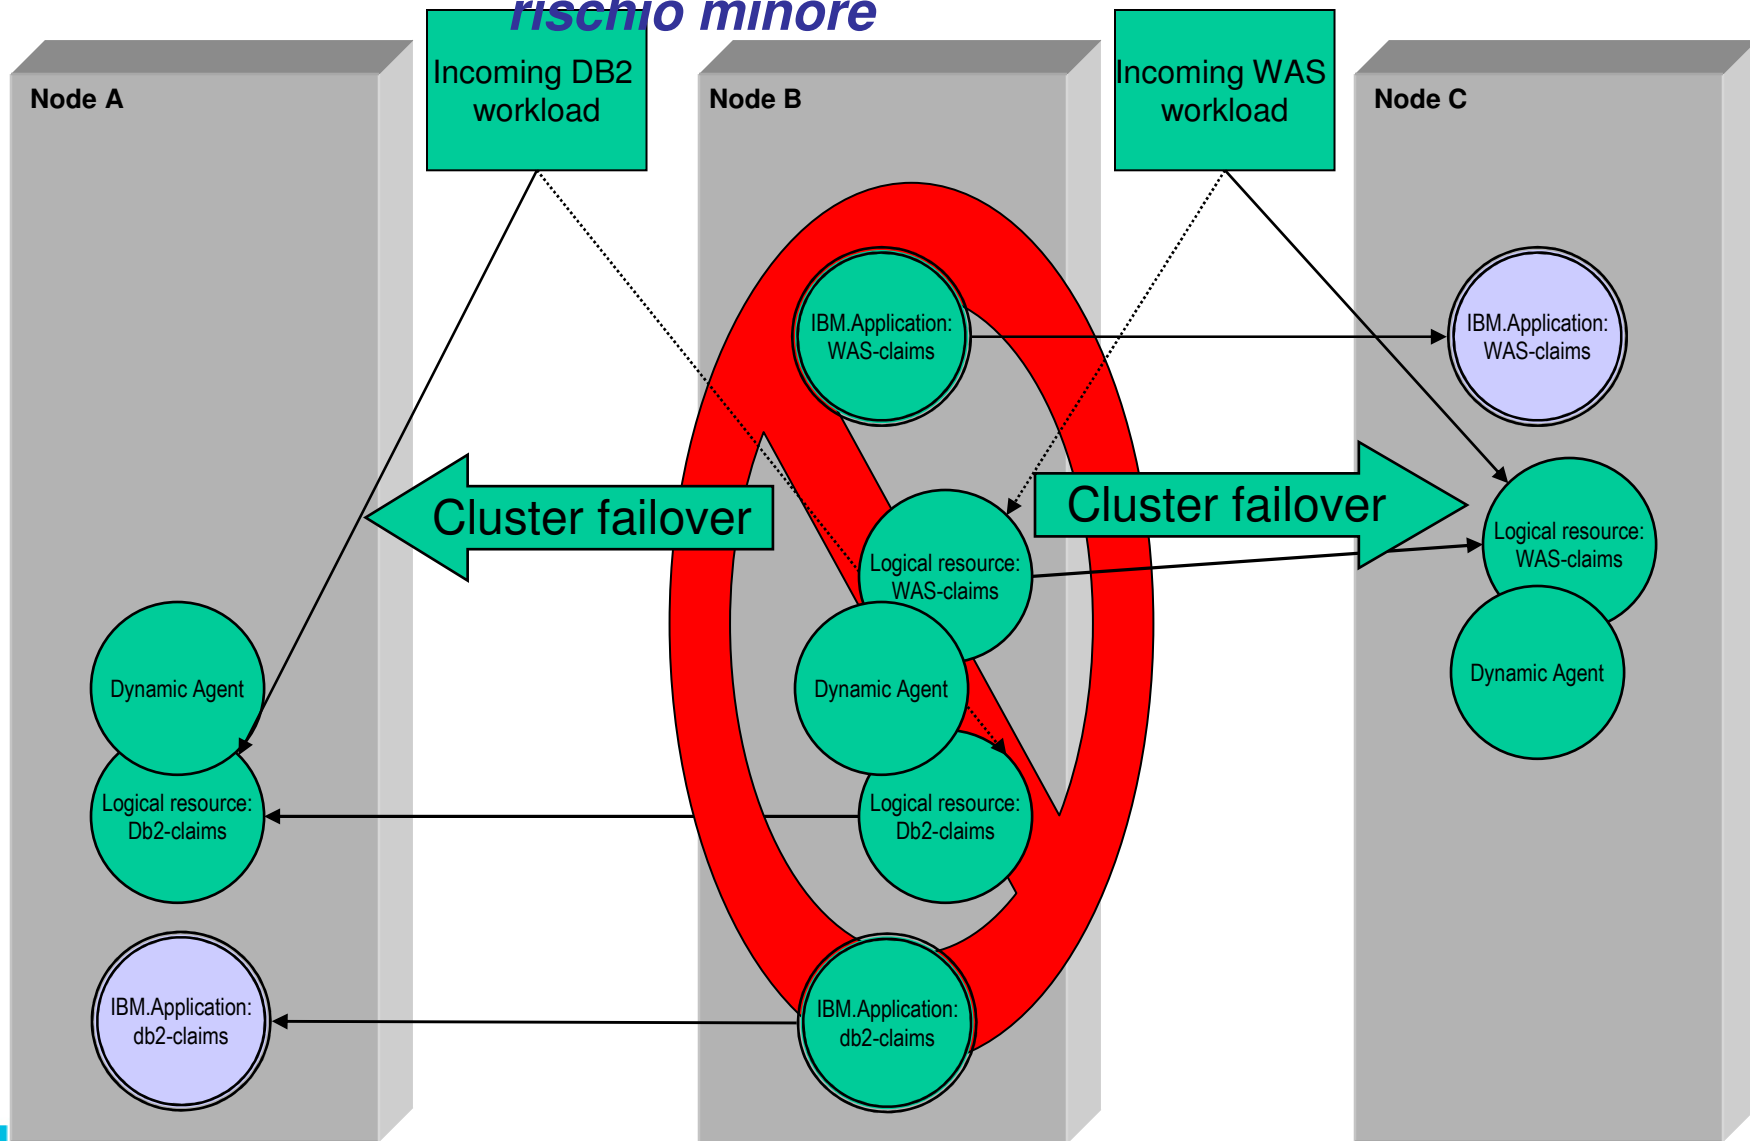 rischio minore
Incoming DB2
workload
Incoming WAS
workload
Node A
Node B
Node C
IBM.Application:
WAS-claims
IBM.Application:
WAS-claims
Cluster failover
Cluster failover
Logical resource:
WAS-claims
Logical resource:
WAS-claims
Dynamic Agent
Dynamic Agent
Dynamic Agent
Logical resource:
Db2-claims
Logical resource:
Db2-claims
IBM.Application:
db2-claims
IBM.Application:
db2-claims